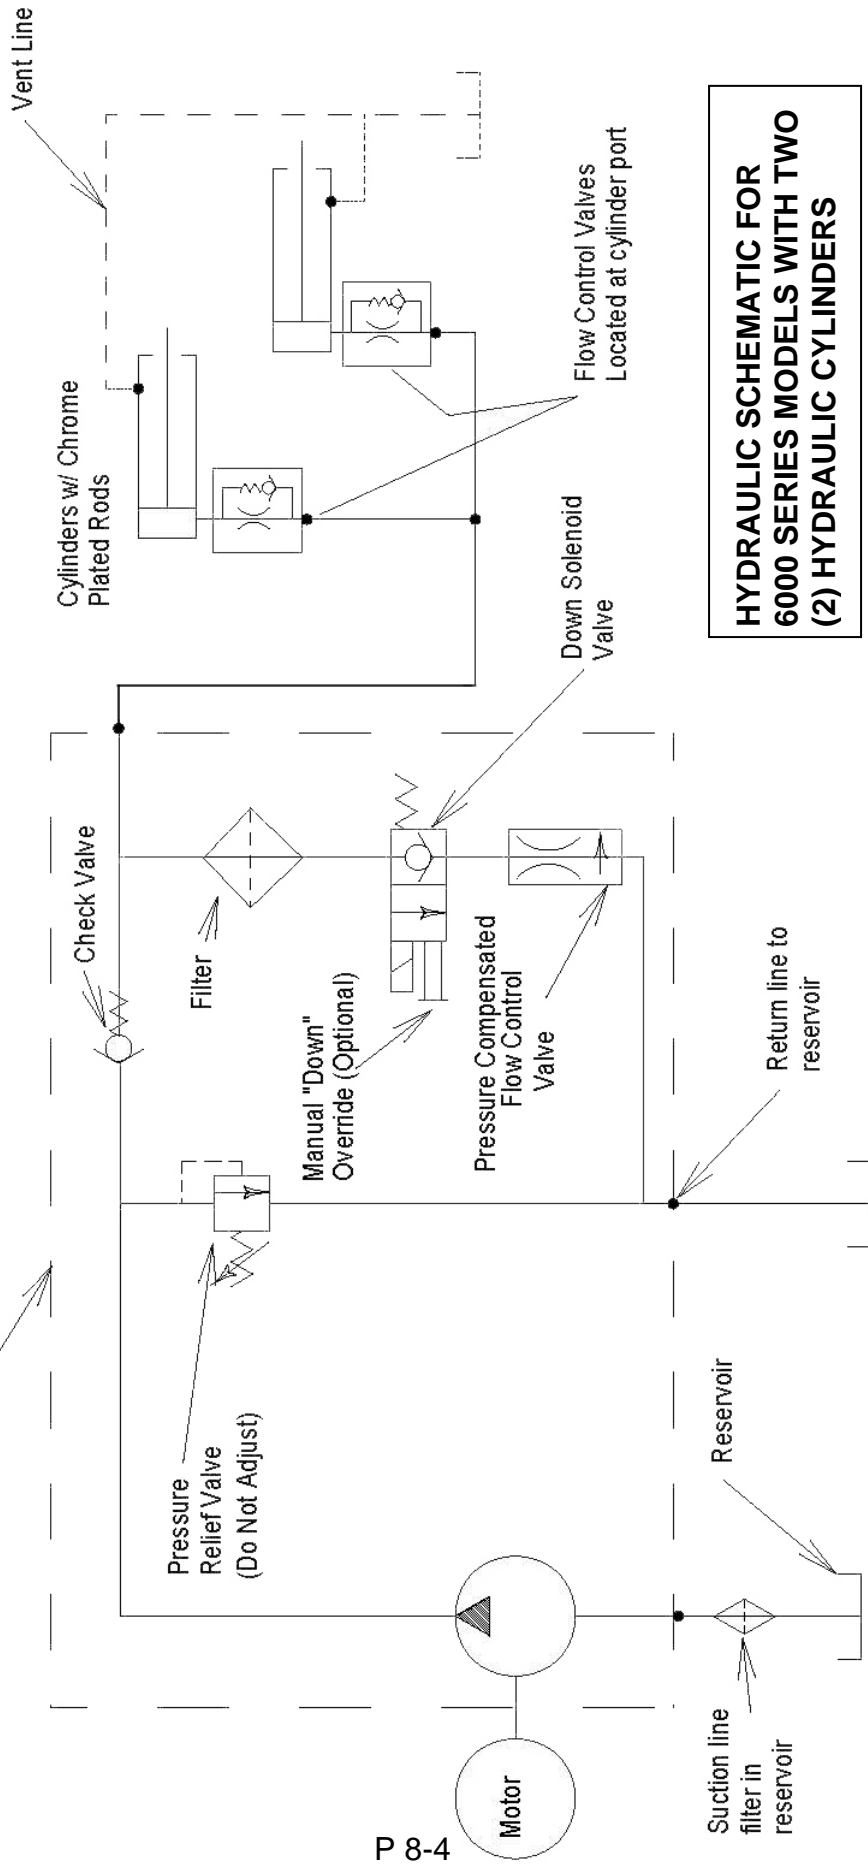 Vent Line
Cylinders w/ Chrome
Plated Rods
Flow Control Valves
Located at cylinder port
Down Solenoid
Valve
Check Valve
Filter
Manual "Down"
Override (Optional)
Pressure Compensated
Flow Control
Valve
Return line to
reservoir
Pressure
Relief Valve
(Do Not Adjust)
Reservoir
Suction line
filter in
reservoir
Motor
HYDRAULIC SCHEMATIC FOR
6000 SERIES MODELS WITH TWO
(2) HYDRAULIC CYLINDERS
P 8-4